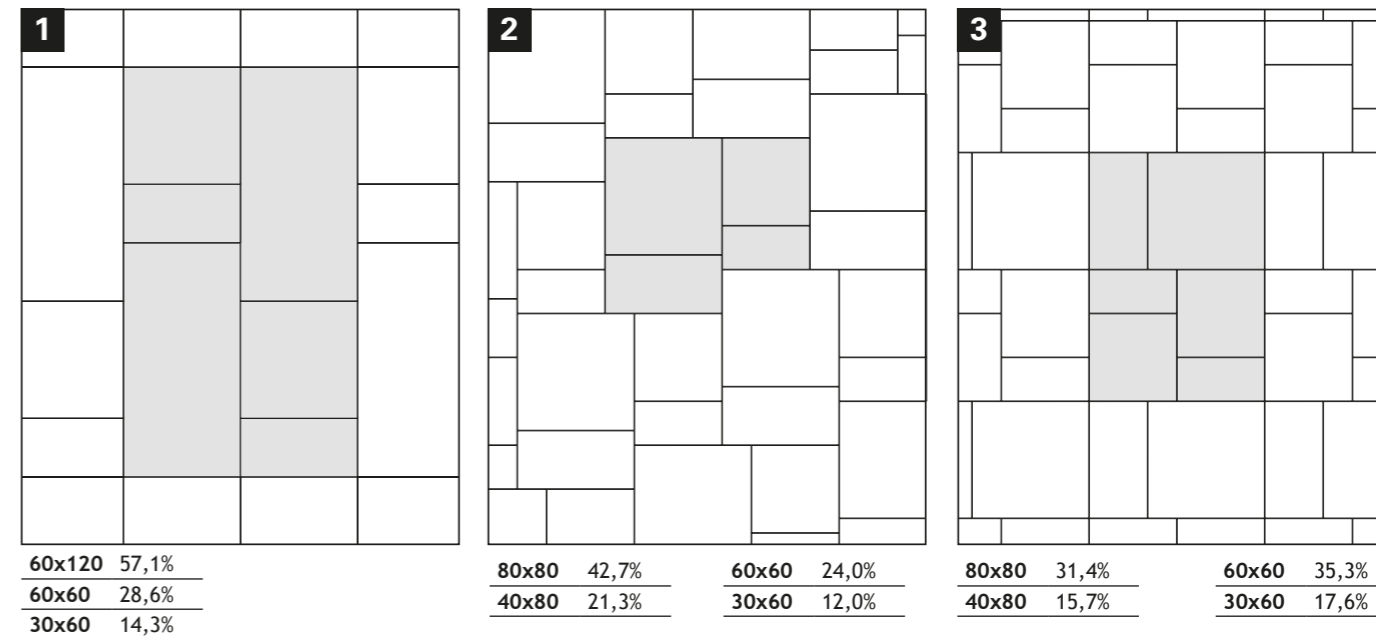 1
2
3
60x120 57,1%
60x60 28,6%
30x60 14,3%
80x80 42,7% 60x60 24,0%
40x80 21,3% 30x60 12,0%
80x80 31,4% 60x60 35,3%
40x80 15,7% 30x60 17,6%